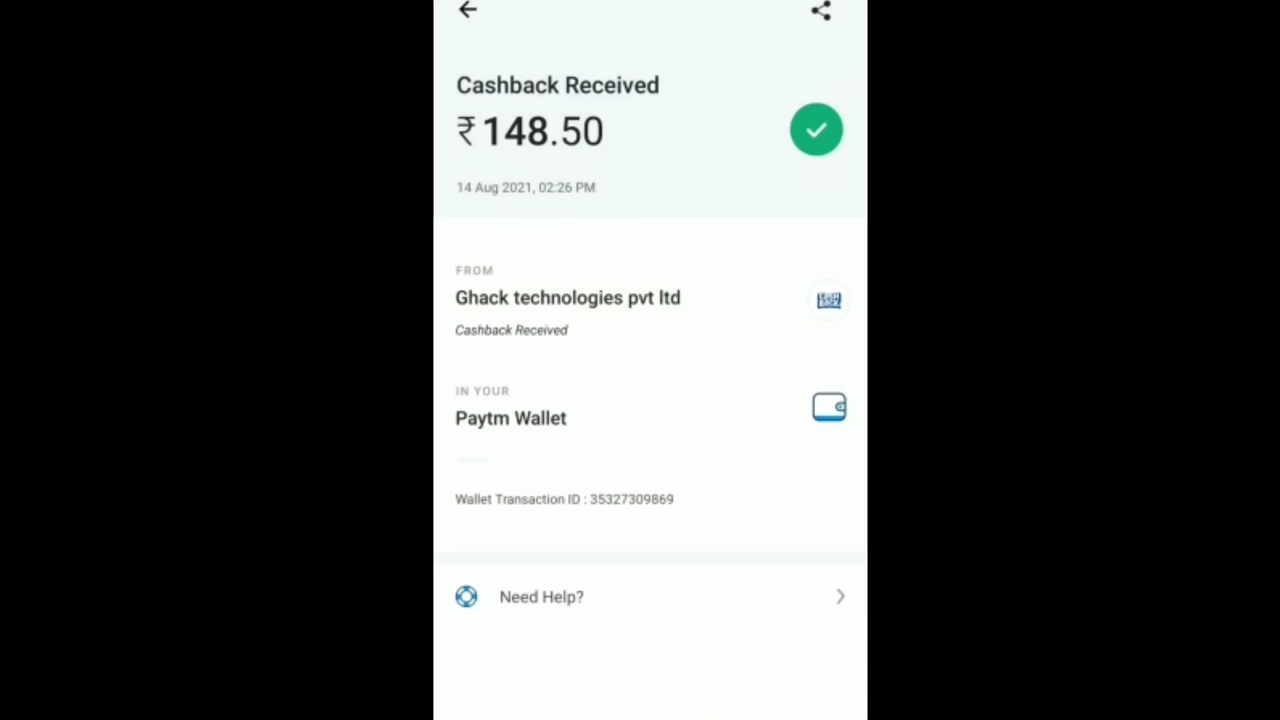 Cashback Received
₹148.50
14 Aug 2021, 02:26 PM
FROM
Ghack technologies pvt ltd
Cashback Received
IN YOUR
Paytm Wallet
Wallet Transaction ID : 35327309869
Need Help?